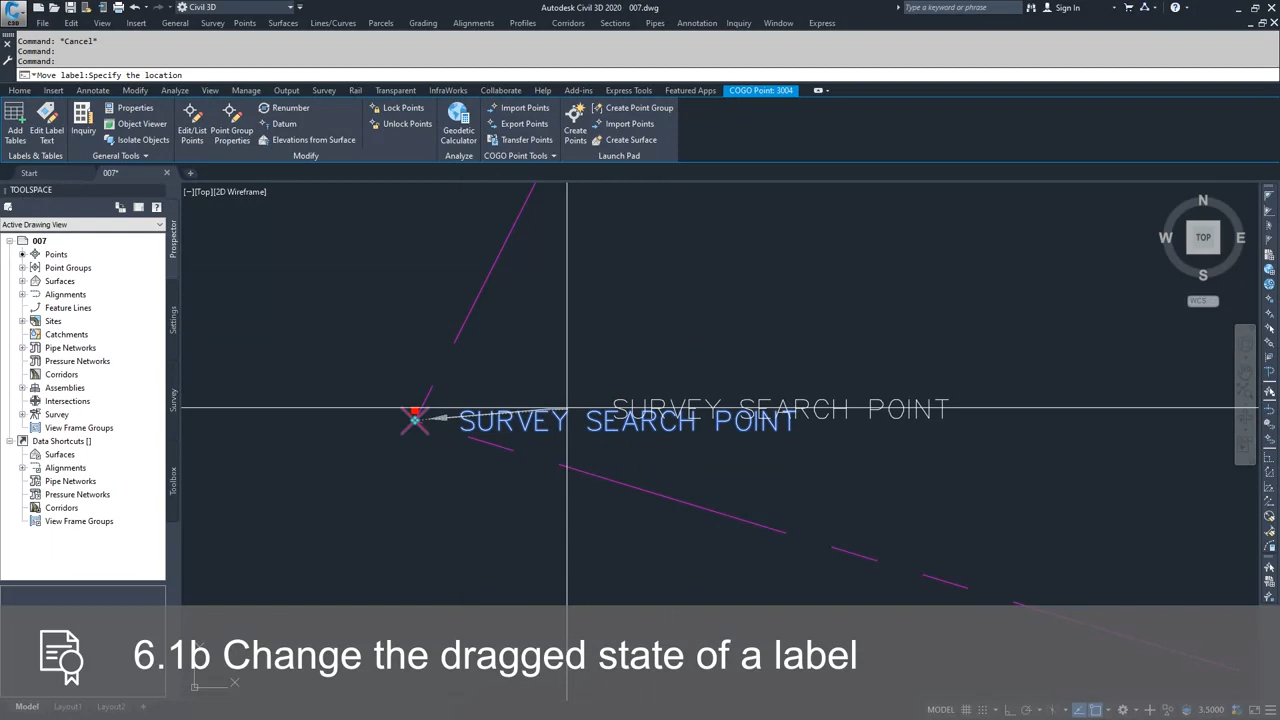 C3D
Civil 3D
Autodesk Civil 3D 2020 007.dwg
Type a keyword or phrase
Sign In
File Edit View Insert General Survey Points Surfaces Lines/Curves Parcels Grading Alignments Profiles Corridors Sections Pipes Annotation Inquiry Window Express
Command: *Cancel*
Command:
Command:
Move label:Specify the location
Home Insert Annotate Modify Analyze View Manage Output Survey Rail Transparent InfraWorks Collaborate Help Add-ins Express Tools Featured Apps COGO Point: 3004
Add Tables
Edit Label Text
Labels & Tables
Inquiry
Properties
Object Viewer
Isolate Objects
General Tools
Edit/List Points
Point Group Properties
Renumber
Datum
Elevations from Surface
Modify
Lock Points
Unlock Points
Geodetic Calculator
Analyze
Import Points
Export Points
Transfer Points
COGO Point Tools
Create Points
Create Point Group
Import Points
Create Surface
Launch Pad
Start 007*
TOOLSPACE
Active Drawing View
007
Points
Point Groups
Surfaces
Alignments
Feature Lines
Sites
Catchments
Pipe Networks
Pressure Networks
Corridors
Assemblies
Intersections
Survey
View Frame Groups
Data Shortcuts []
Surfaces
Alignments
Pipe Networks
Pressure Networks
Corridors
View Frame Groups
Prospector
Settings
Survey
Toolbox
[−][Top][2D Wireframe]
N
W TOP E
S
WCS
SURVEY SEARCH POINT
SURVEY SEARCH POINT
6.1b Change the dragged state of a label
Model Layout1 Layout2 +
MODEL
3.5000